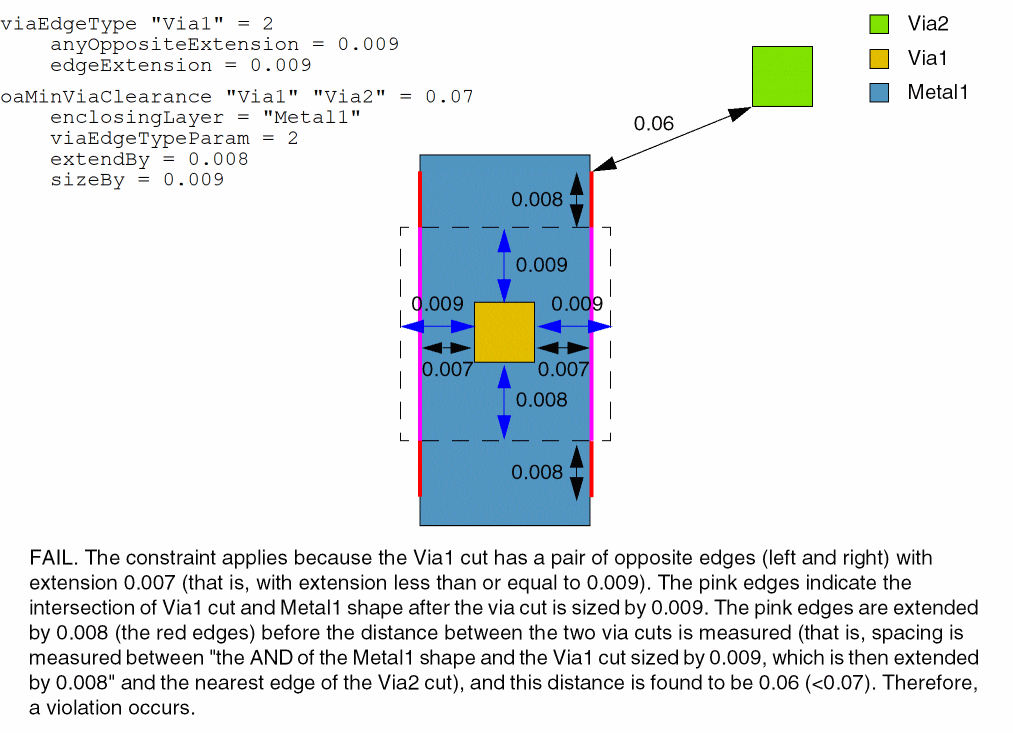 viaEdgeType "Via1" = 2
anyOppositeExtension = 0.009
edgeExtension = 0.009
oaMinViaClearance "Via1" "Via2" = 0.07
enclosingLayer = "Metal1"
viaEdgeTypeParam = 2
extendBy = 0.008
sizeBy = 0.009
Via2
Via1
Metal1
0.06
0.008
0.009
0.009
0.009
0.007
0.007
0.008
0.008
FAIL. The constraint applies because the Via1 cut has a pair of opposite edges (left and right) with
extension 0.007 (that is, with extension less than or equal to 0.009). The pink edges indicate the
intersection of Via1 cut and Metal1 shape after the via cut is sized by 0.009. The pink edges are extended
by 0.008 (the red edges) before the distance between the two via cuts is measured (that is, spacing is
measured between "the AND of the Metal1 shape and the Via1 cut sized by 0.009, which is then extended
by 0.008" and the nearest edge of the Via2 cut), and this distance is found to be 0.06 (<0.07). Therefore,
a violation occurs.